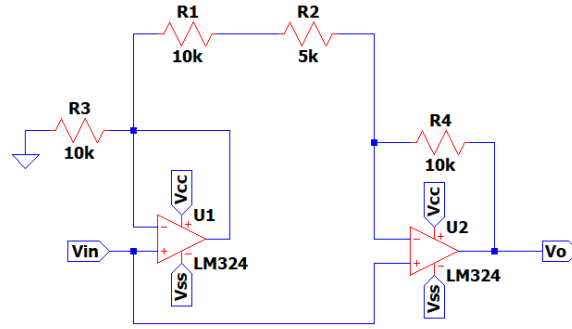 R1
10k
R2
5k
R3
10k
R4
10k
Vcc
U1
Vin
LM324
Vss
Vcc
U2
Vo
LM324
Vss